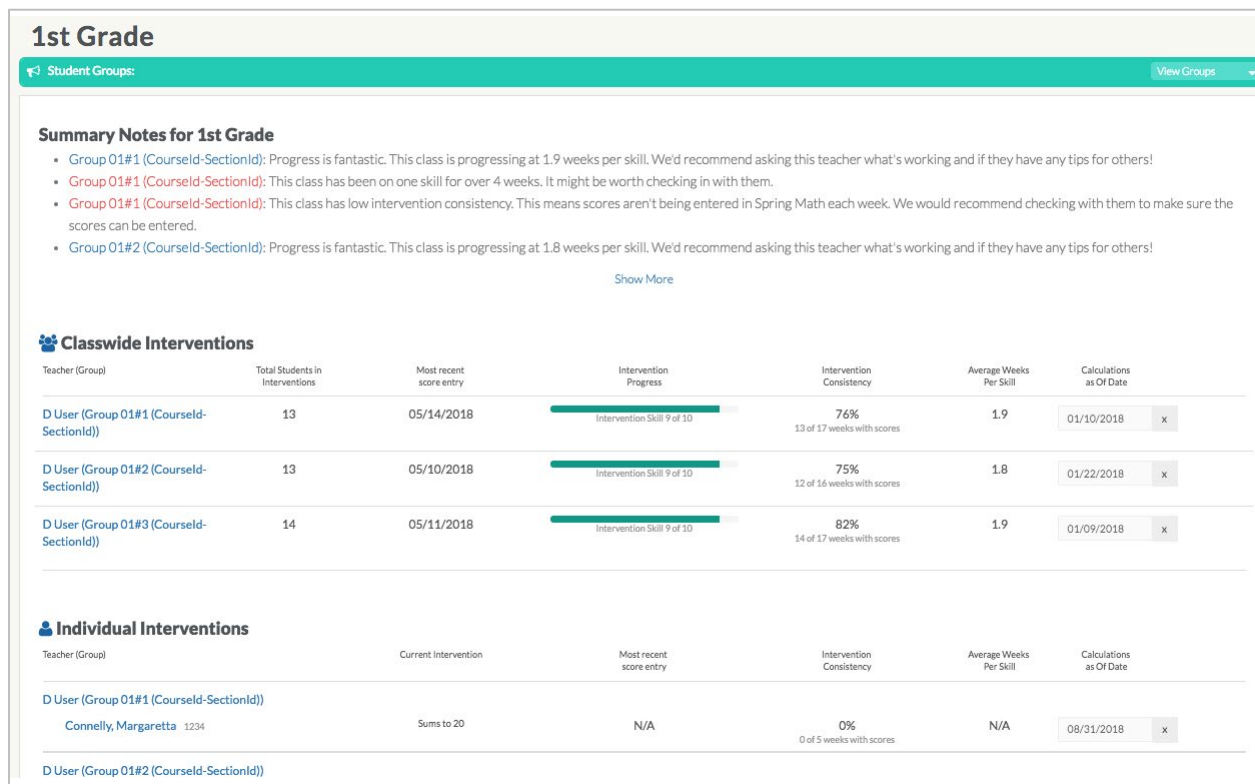 1st Grade
Student Groups:
View Groups
Summary Notes for 1st Grade
• Group 01#1 (CourseId-SectionId): Progress is fantastic. This class is progressing at 1.9 weeks per skill. We'd recommend asking this teacher what's working and if they have any tips for others!
• Group 01#1 (CourseId-SectionId): This class has been on one skill for over 4 weeks. It might be worth checking in with them.
• Group 01#1 (CourseId-SectionId): This class has low intervention consistency. This means scores aren't being entered in Spring Math each week. We would recommend checking with them to make sure the
scores can be entered.
• Group 01#2 (CourseId-SectionId): Progress is fantastic. This class is progressing at 1.8 weeks per skill. We'd recommend asking this teacher what's working and if they have any tips for others!
Show More
Classwide Interventions
Teacher (Group) Total Students in Most recent Intervention Intervention Average Weeks Calculations
Interventions score entry Progress Consistency Per Skill as Of Date
D User (Group 01#1 (CourseId- 13 05/14/2018 Intervention Skill 9 of 10 76% 1.9 01/10/2018 x
SectionId)) 13 of 17 weeks with scores
D User (Group 01#2 (CourseId- 13 05/10/2018 Intervention Skill 9 of 10 75% 1.8 01/22/2018 x
SectionId)) 12 of 16 weeks with scores
D User (Group 01#3 (CourseId- 14 05/11/2018 Intervention Skill 9 of 10 82% 1.9 01/09/2018 x
SectionId)) 14 of 17 weeks with scores
Individual Interventions
Teacher (Group) Current Intervention Most recent Intervention Average Weeks Calculations
score entry Consistency Per Skill as Of Date
D User (Group 01#1 (CourseId-SectionId))
Connelly, Margaretta 1234 Sums to 20 N/A 0% N/A 08/31/2018 x
0 of 5 weeks with scores
D User (Group 01#2 (CourseId-SectionId))